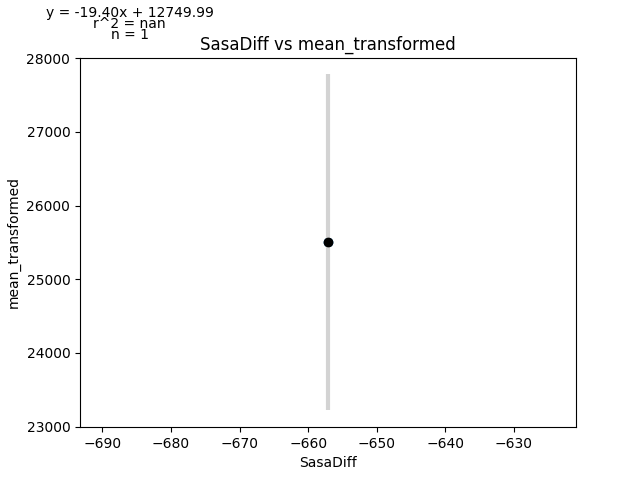 y = -19.40x + 12749.99
r^2 = nan
n = 1
SasaDiff vs mean_transformed
28000
27000
26000
25000
24000
23000
mean_transformed
−690
−680
−670
−660
−650
−640
−630
SasaDiff